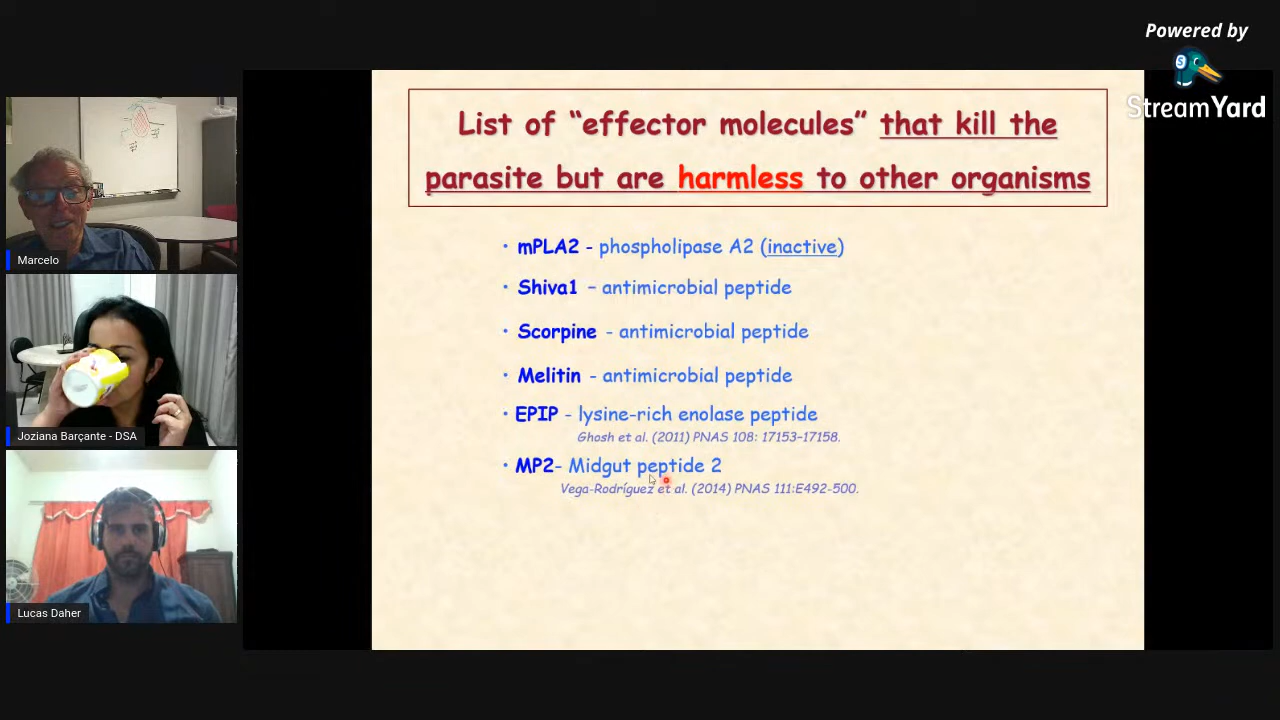 Powered by
StreamYard
List of “effector molecules” that kill the
parasite but are harmless to other organisms
• mPLA2 - phospholipase A2 (inactive)
• Shiva1 – antimicrobial peptide
• Scorpine - antimicrobial peptide
• Melitin - antimicrobial peptide
• EPIP - lysine-rich enolase peptide
Ghosh et al. (2011) PNAS 108: 17153–17158.
• MP2- Midgut peptide 2
Vega-Rodríguez et al. (2014) PNAS 111:E492-500.
Marcelo
Joziana Barçante - DSA
Lucas Daher